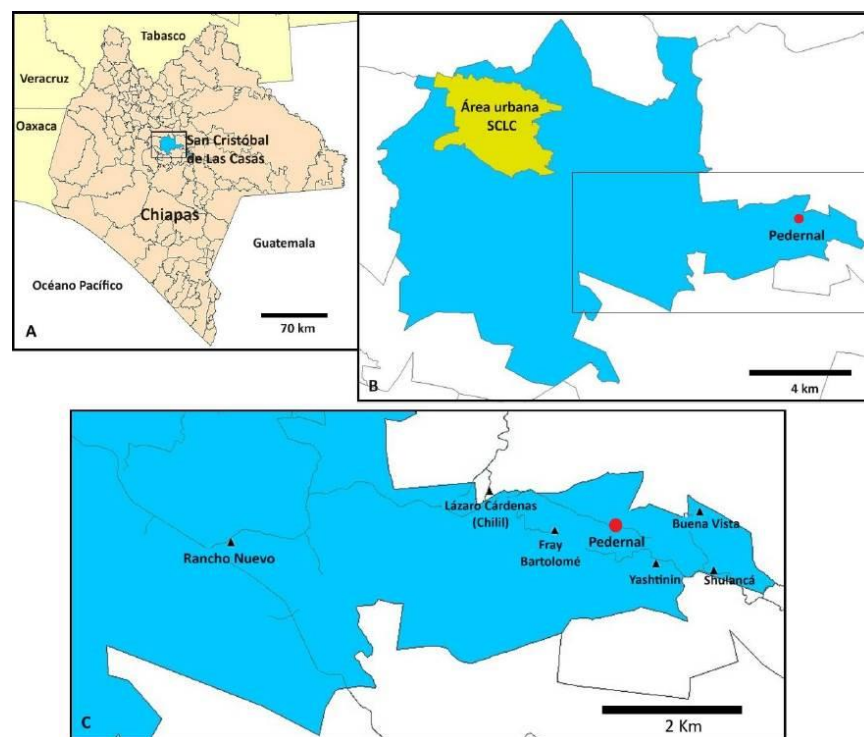 Tabasco
Veracruz
Oaxaca
San Cristóbal
de Las Casas
Chiapas
Guatemala
Océano Pacífico
A
70 km
Área urbana
SCLC
Pedernal
B
4 km
Lázaro Cárdenas
(Chilil)
Buena Vista
Rancho Nuevo
Fray
Bartolomé
Pedernal
Yashtinin
Shulancá
C
2 Km